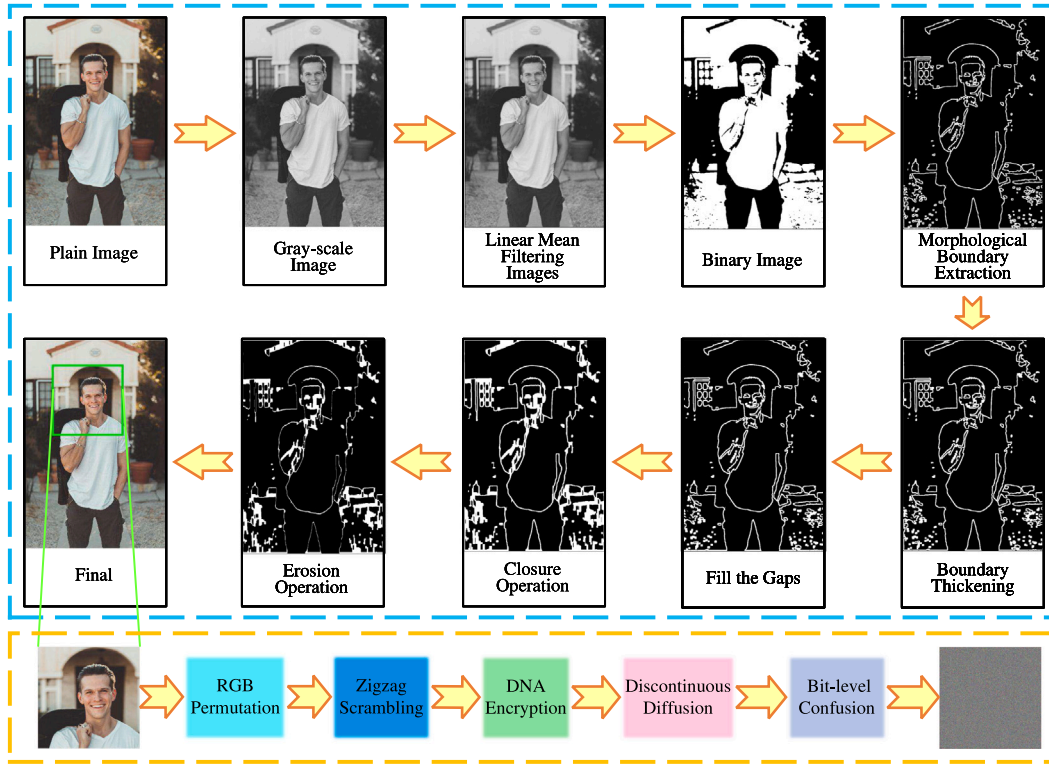 Plain Image
Gray-scale
Image
Linear Mean
Filtering
Images
Binary Image
Morphological
Boundary
Extraction
Final
Erosion
Operation
Closure
Operation
Fill the Gaps
Boundary
Thickening
RGB
Permutation
Zigzag
Scrambling
DNA
Encryption
Discontinuous
Diffusion
Bit-level
Confusion